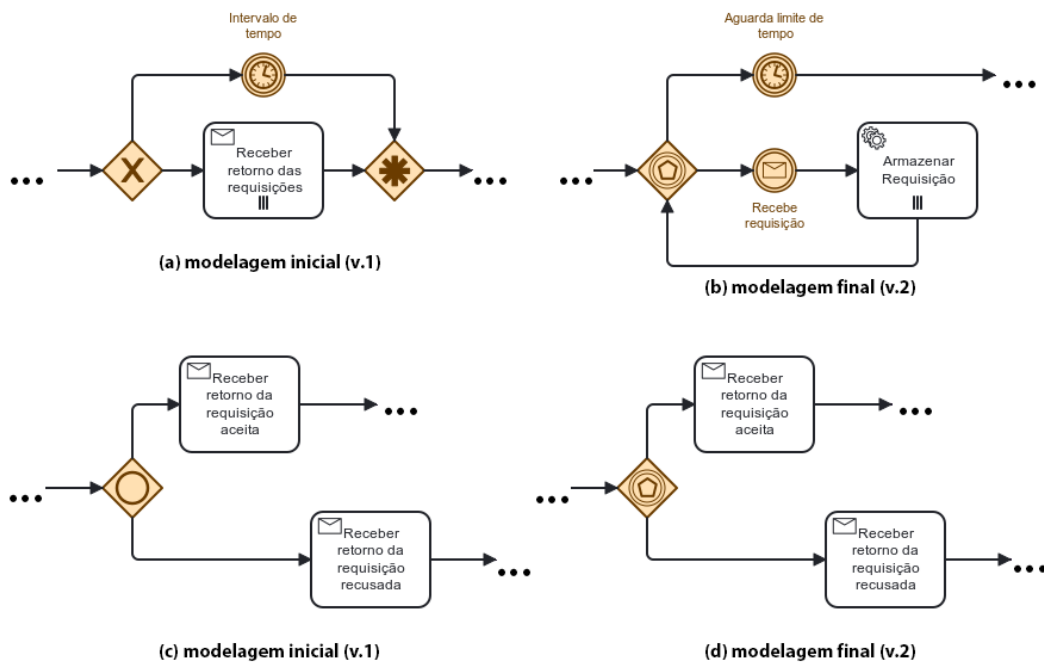 Intervalo de
tempo
X
Receber
retorno das
requisições
(a) modelagem inicial (v.1)
Aguarda limite de
tempo
Recebe
requisição
Armazenar
Requisição
(b) modelagem final (v.2)
Receber
retorno da
requisição
aceita
Receber
retorno da
requisição
recusada
(c) modelagem inicial (v.1)
Receber
retorno da
requisição
aceita
Receber
retorno da
requisição
recusada
(d) modelagem final (v.2)